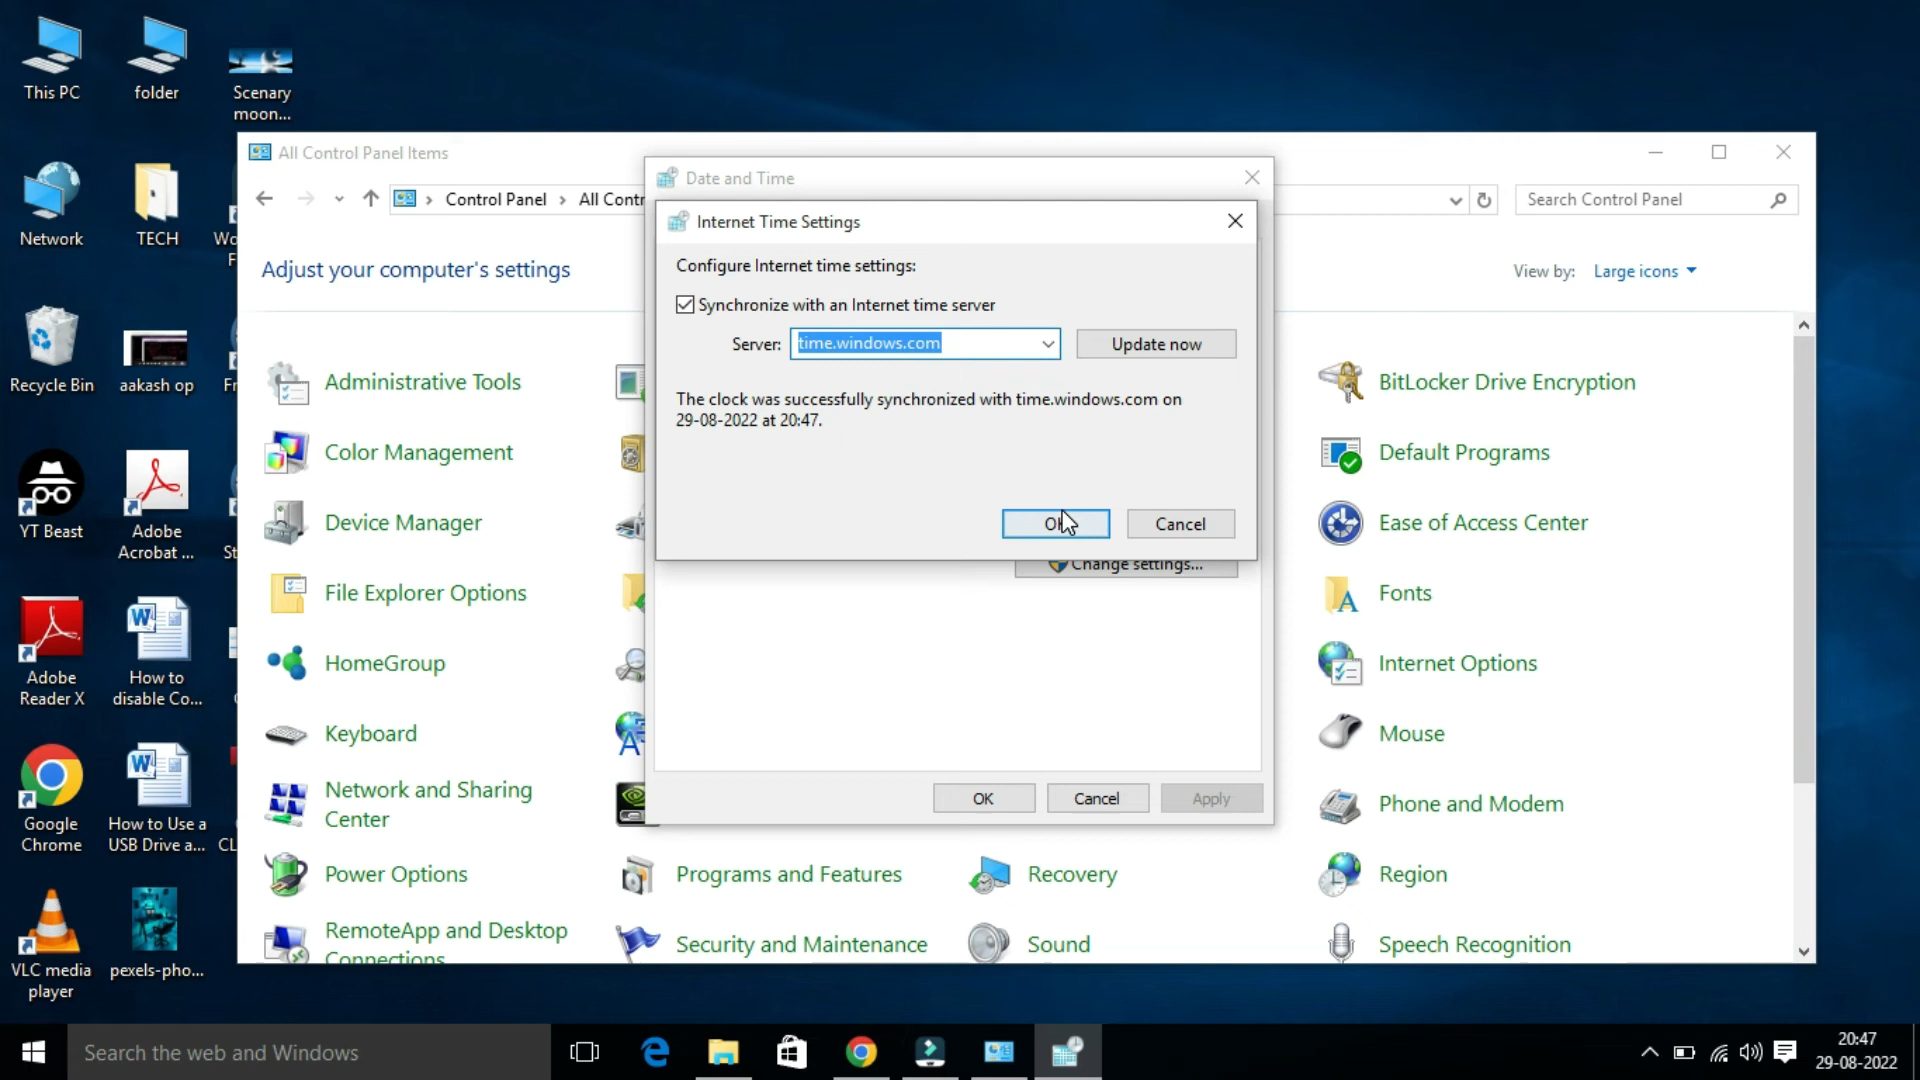 This PC
folder
Scenary
moon...
Network
TECH
Recycle Bin
aakash op
YT Beast
Adobe
Acrobat ...
Adobe
Reader X
How to
disable Co...
Google
Chrome
How to Use a
USB Drive a...
VLC media
player
pexels-pho...
All Control Panel Items
Control Panel
All Contr
Search Control Panel
Adjust your computer's settings
View by:
Large icons
Administrative Tools
BitLocker Drive Encryption
Color Management
Default Programs
Device Manager
Ease of Access Center
File Explorer Options
Fonts
HomeGroup
Internet Options
Keyboard
Mouse
Network and Sharing
Center
Phone and Modem
Power Options
Programs and Features
Recovery
Region
RemoteApp and Desktop
Connections
Security and Maintenance
Sound
Speech Recognition
Date and Time
Internet Time Settings
Configure Internet time settings:
Synchronize with an Internet time server
Server:
time.windows.com
Update now
The clock was successfully synchronized with time.windows.com on
29-08-2022 at 20:47.
OK
Cancel
Change settings...
OK
Cancel
Apply
Search the web and Windows
20:47
29-08-2022